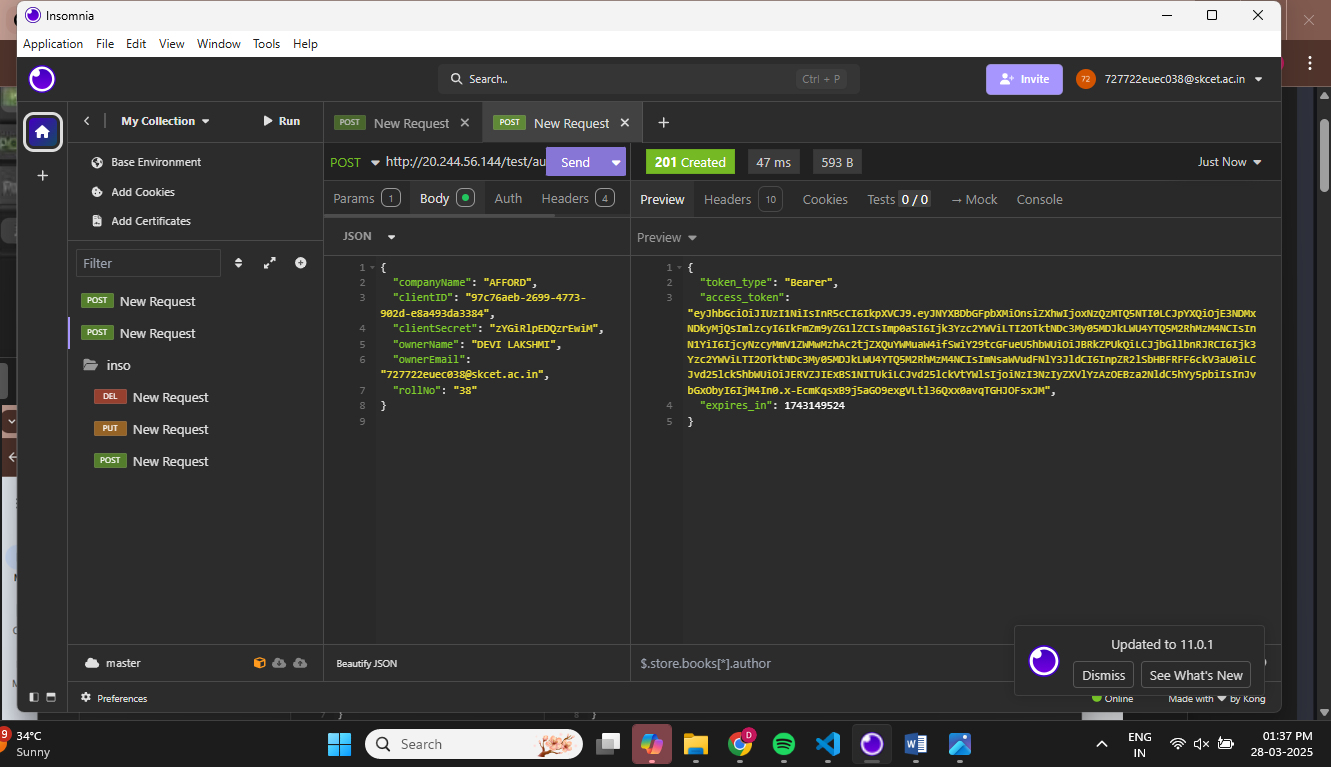 Insomnia
Application File Edit View Window Tools Help
Search.. Ctrl + P
Invite
72 727722euec038@skcet.ac.in
My Collection
Run
POST New Request
POST New Request
Base Environment
Add Cookies
Add Certificates
Filter
POST New Request
POST New Request
inso
DEL New Request
PUT New Request
POST New Request
master
Preferences
POST http://20.244.56.144/test/au Send
Params 1 Body Auth Headers 4
JSON
1 {
2 "companyName": "AFFORD",
3 "clientID": "97c76aeb-2699-4773-
902d-e8a493da3384",
4 "clientSecret": "zYGiRlpEDQzrEwiM",
5 "ownerName": "DEVI LAKSHMI",
6 "ownerEmail":
"727722euec038@skcet.ac.in",
7 "rollNo": "38"
8 }
9
Beautify JSON
201 Created 47 ms 593 B Just Now
Preview Headers 10 Cookies Tests 0 / 0 → Mock Console
Preview
1 {
2 "token_type": "Bearer",
3 "access_token":
4 "expires_in": 1743149524
5 }
$.store.books[*].author
Updated to 11.0.1
Dismiss See What's New
Online Made with ❤ by Kong
9
34°C
Sunny
Search
D
ENG
IN
01:37 PM
28-03-2025